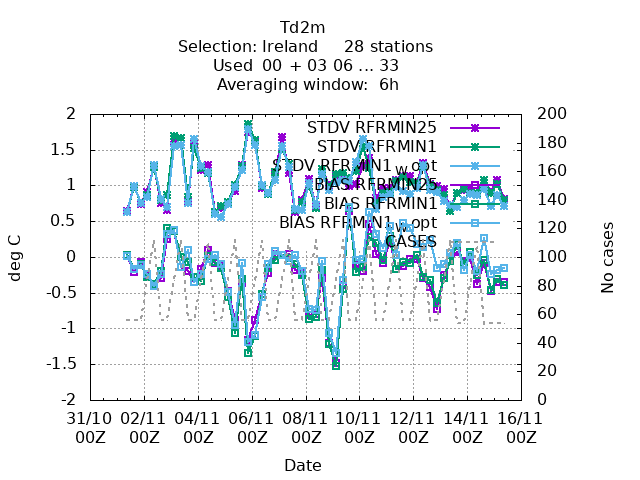 Td2m
Selection: Ireland 28 stations
Used 00 + 03 06 ... 33
Averaging window: 6h
deg C
No cases
2
1.5
1
0.5
0
-0.5
-1
-1.5
-2
200
180
160
140
120
100
80
60
40
20
0
STDV RFRMIN25
STDV RFRMIN1
STDV RFRMIN1_w_opt
BIAS RFRMIN25
BIAS RFRMIN1
BIAS RFRMIN1_w_opt
CASES
31/10 02/11 04/11 06/11 08/11 10/11 12/11 14/11 16/11
00Z 00Z 00Z 00Z 00Z 00Z 00Z 00Z 00Z
Date